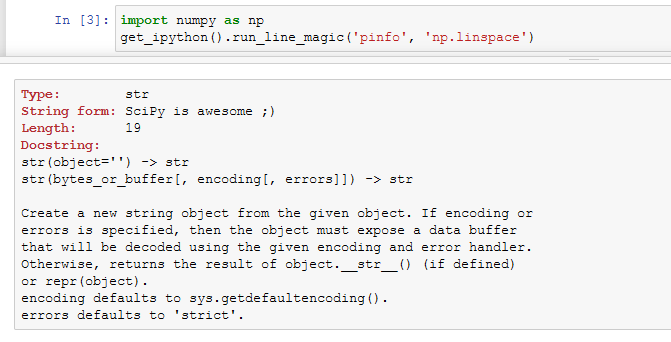 In [3]: import numpy as np
get_ipython().run_line_magic('pinfo', 'np.linspace')
Type: str
String form: SciPy is awesome ;)
Length: 19
Docstring:
str(object='') -> str
str(bytes_or_buffer[, encoding[, errors]]) -> str
Create a new string object from the given object. If encoding or
errors is specified, then the object must expose a data buffer
that will be decoded using the given encoding and error handler.
Otherwise, returns the result of object.__str__() (if defined)
or repr(object).
encoding defaults to sys.getdefaultencoding().
errors defaults to 'strict'.